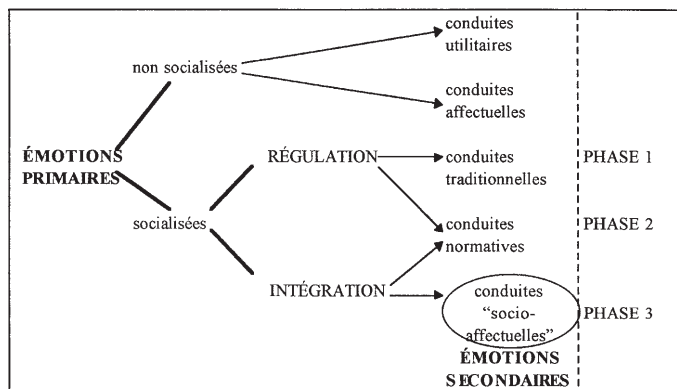 conduites
utilitaires
non socialisées
conduites
affectuelles
ÉMOTIONS
PRIMAIRES
RÉGULATION
conduites
traditionnelles
PHASE 1
socialisées
conduites
normatives
PHASE 2
INTÉGRATION
conduites
“socio-
affectuelles”
PHASE 3
ÉMOTIONS
SECONDAIRES